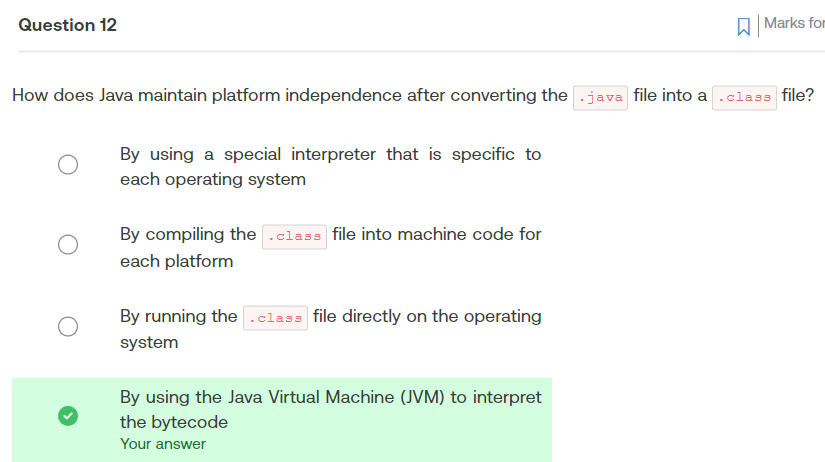 Question 12
Marks for
How does Java maintain platform independence after converting the .java file into a .class file?
By using a special interpreter that is specific to
each operating system
By compiling the .class file into machine code for
each platform
By running the .class file directly on the operating
system
By using the Java Virtual Machine (JVM) to interpret
the bytecode
Your answer